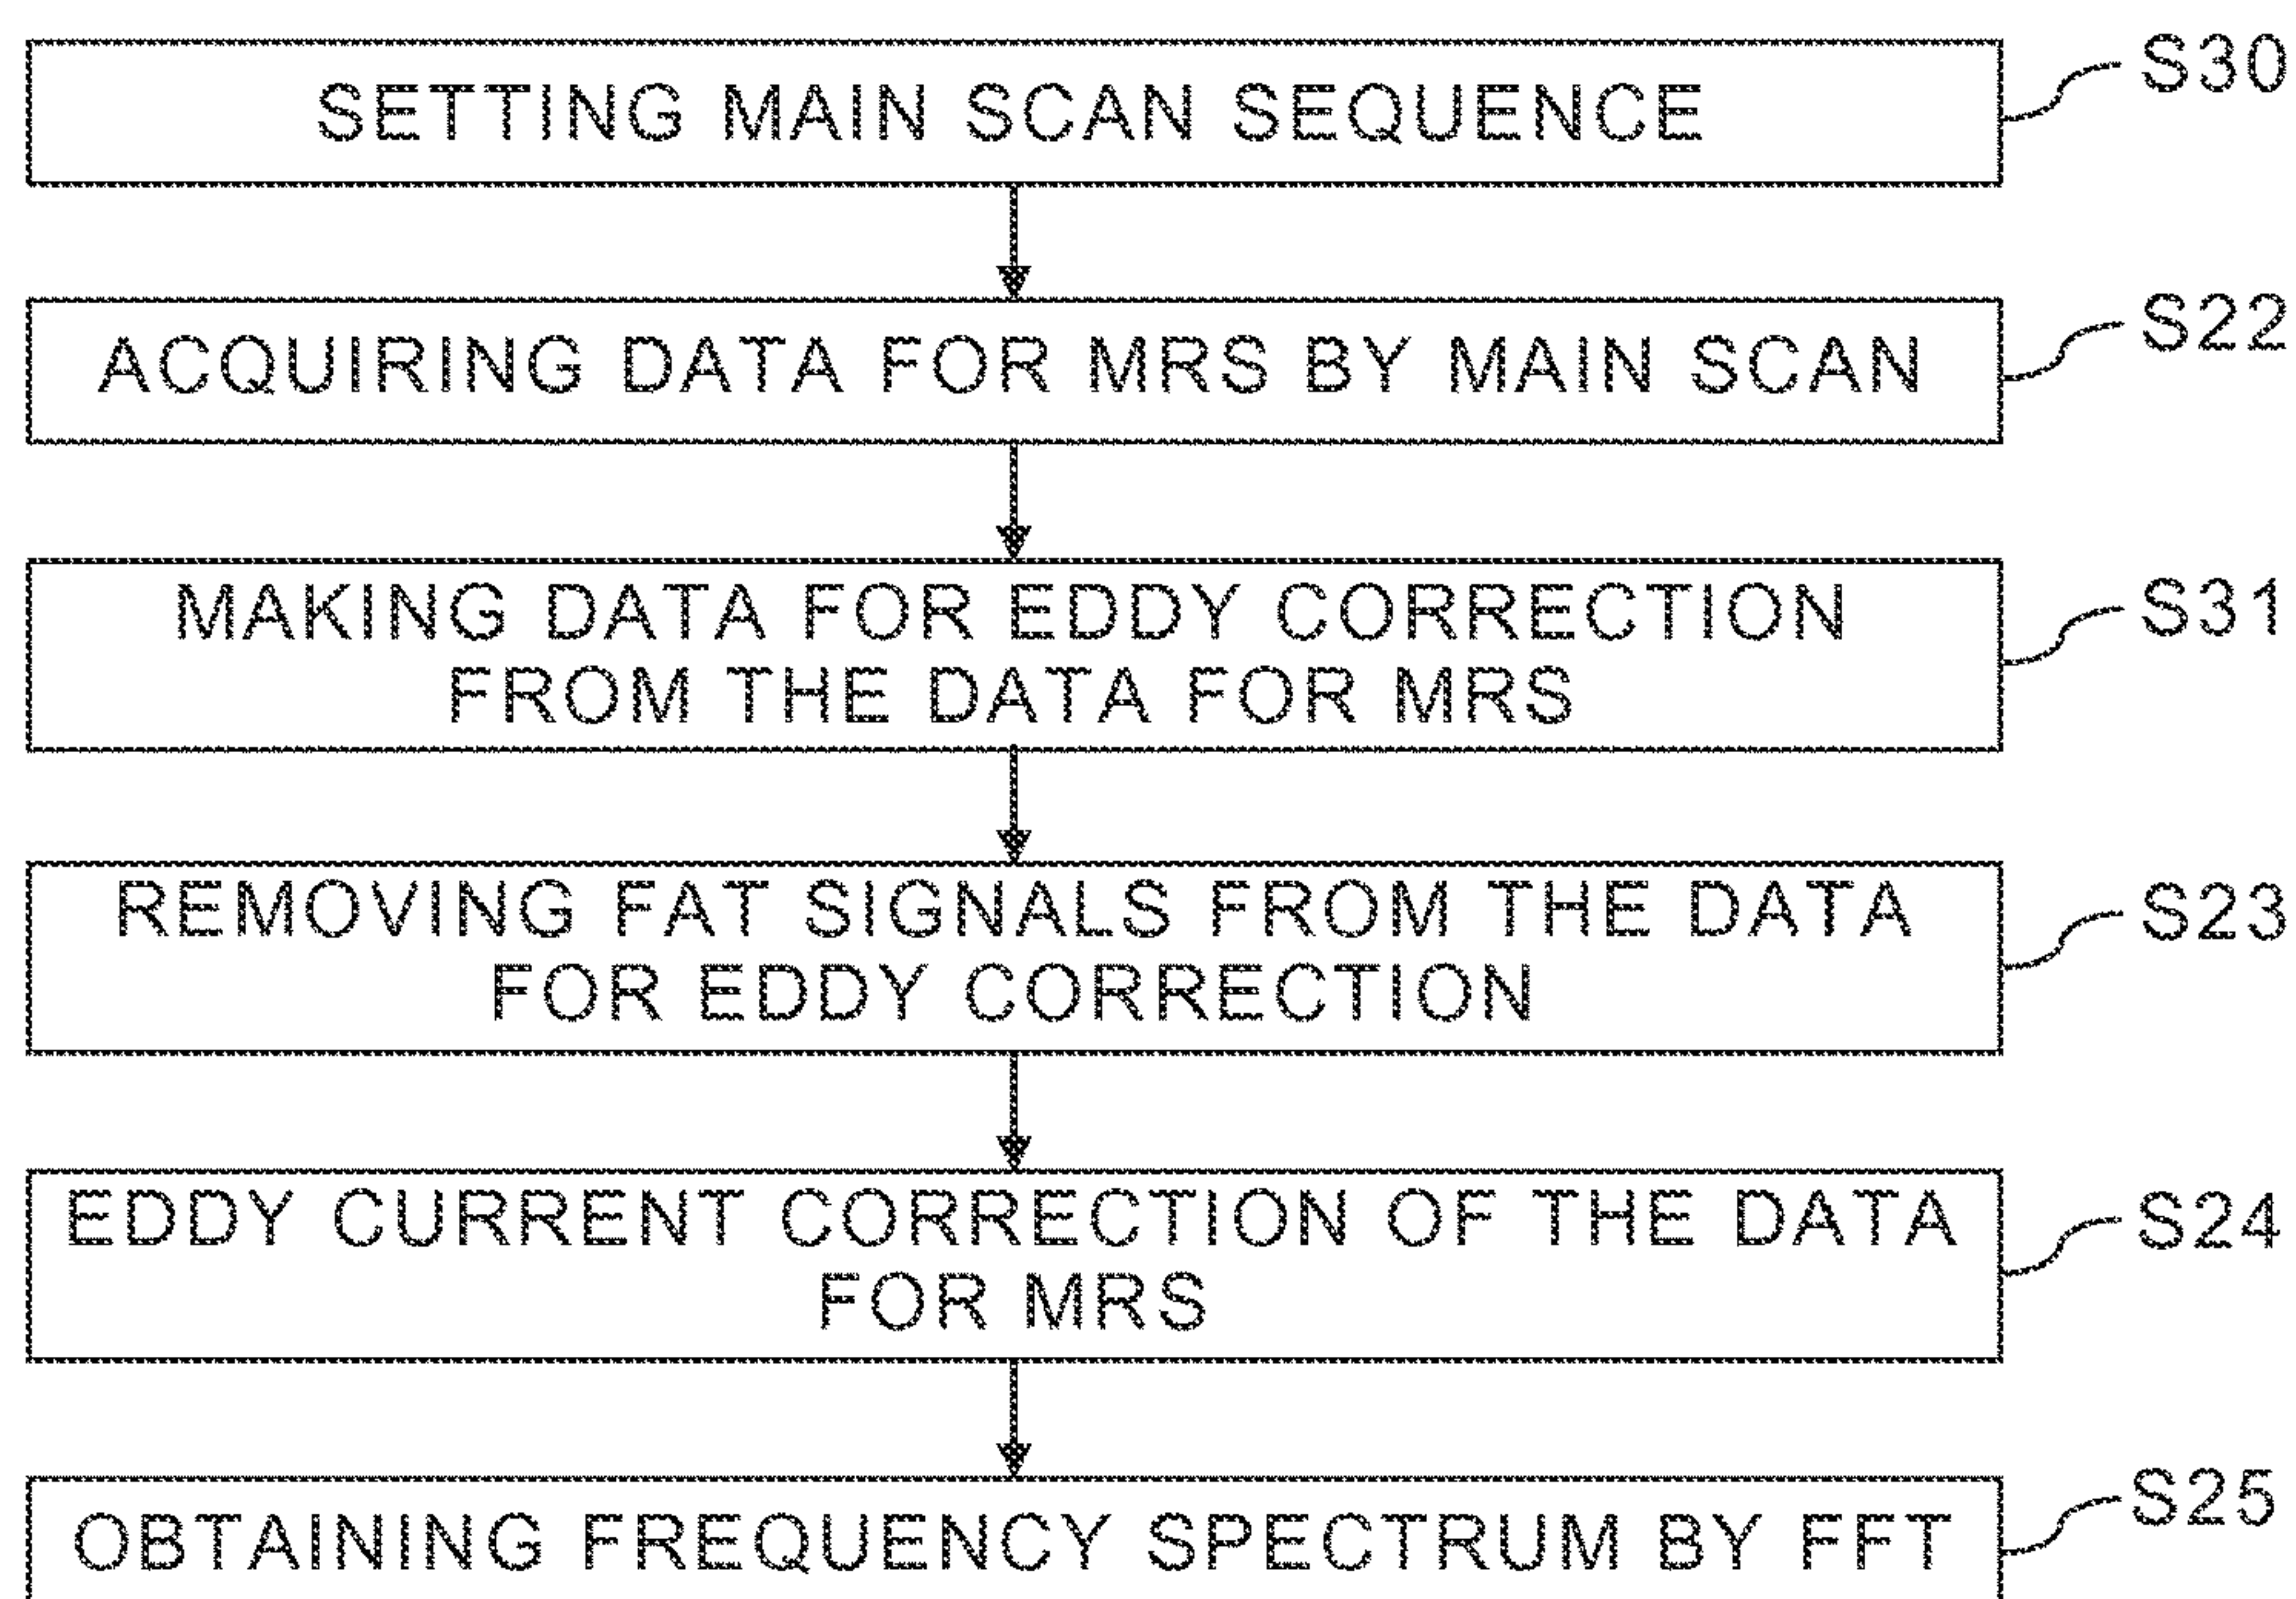 SETTING MAIN SCAN SEQUENCE
S30
ACQUIRING DATA FOR MRS BY MAIN SCAN
S22
MAKING DATA FOR EDDY CORRECTION
FROM THE DATA FOR MRS
S31
REMOVING FAT SIGNALS FROM THE DATA
FOR EDDY CORRECTION
S23
EDDY CURRENT CORRECTION OF THE DATA
FOR MRS
S24
OBTAINING FREQUENCY SPECTRUM BY FFT
S25